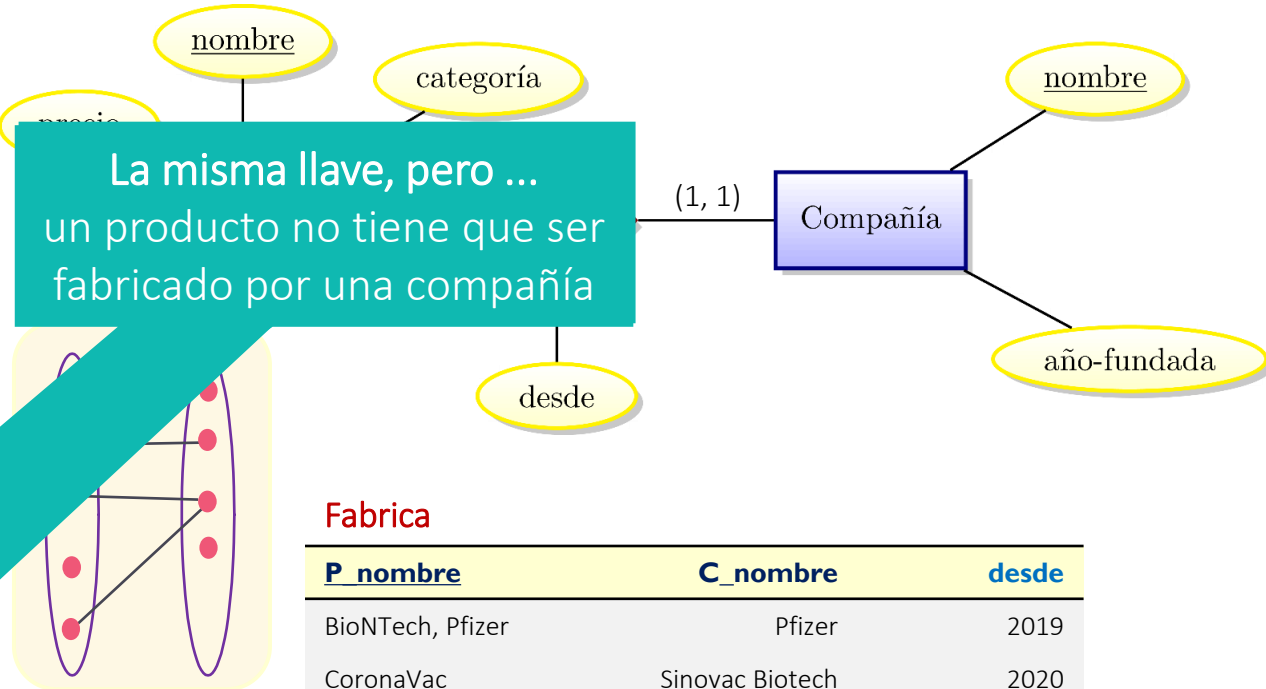 nombre
categoría
nombre
La misma llave, pero ...
un producto no tiene que ser
fabricado por una compañía
(1, 1)
Compañía
desde
año-fundada
Fabrica
P_nombre C_nombre desde
BioNTech, Pfizer Pfizer 2019
CoronaVac Sinovac Biotech 2020